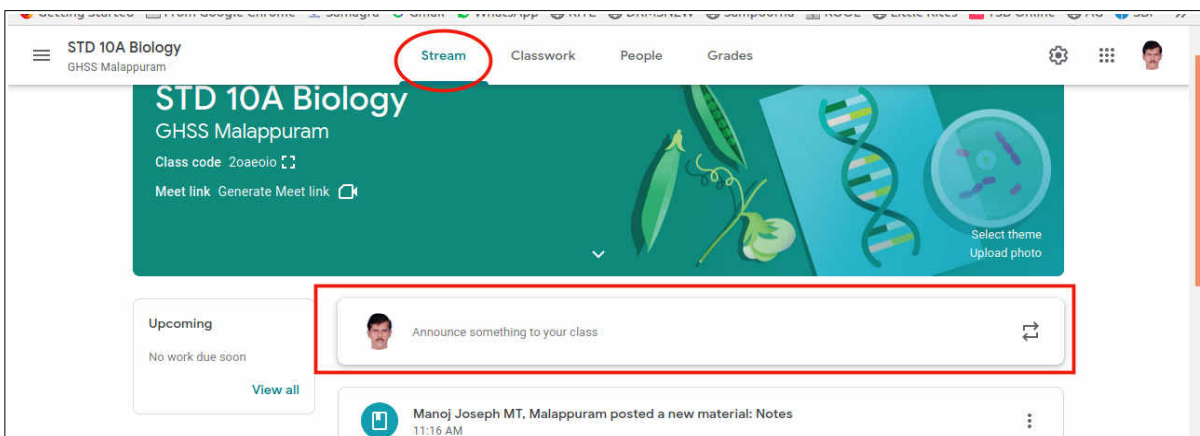 STD 10A Biology
GHSS Malappuram
Stream Classwork People Grades
STD 10A Biology
GHSS Malappuram
Class code 2oaeoio
Meet link Generate Meet link
Select theme
Upload photo
Upcoming
No work due soon
View all
Announce something to your class
Manoj Joseph MT, Malappuram posted a new material: Notes
11:16 AM